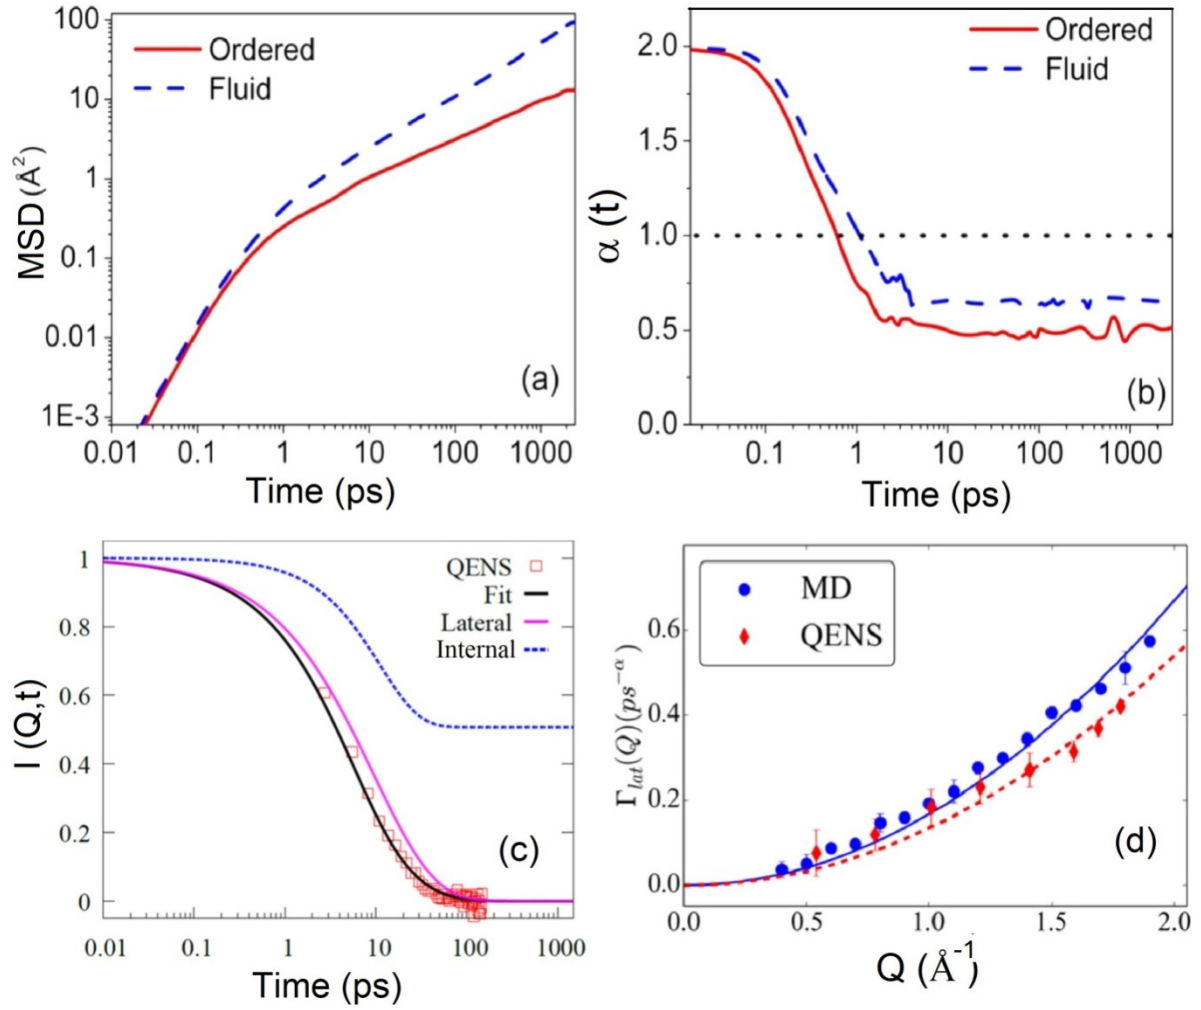 100
10
1
0.1
0.01
1E-3
MSD (Å²)
Ordered
Fluid
(a)
0.01 0.1 1 10 100 1000
Time (ps)
2.0
1.5
1.0
0.5
0.0
α (t)
Ordered
Fluid
(b)
0.1 1 10 100 1000
Time (ps)
1
0.8
0.6
0.4
0.2
0
I (Q,t)
QENS
Fit
Lateral
Internal
(c)
0.01 0.1 1 10 100 1000
Time (ps)
0.6
0.4
0.2
0.0
Γlat(Q)(ps⁻ᵅ)
MD
QENS
(d)
0.0 0.5 1.0 1.5 2.0
Q (Å⁻¹)